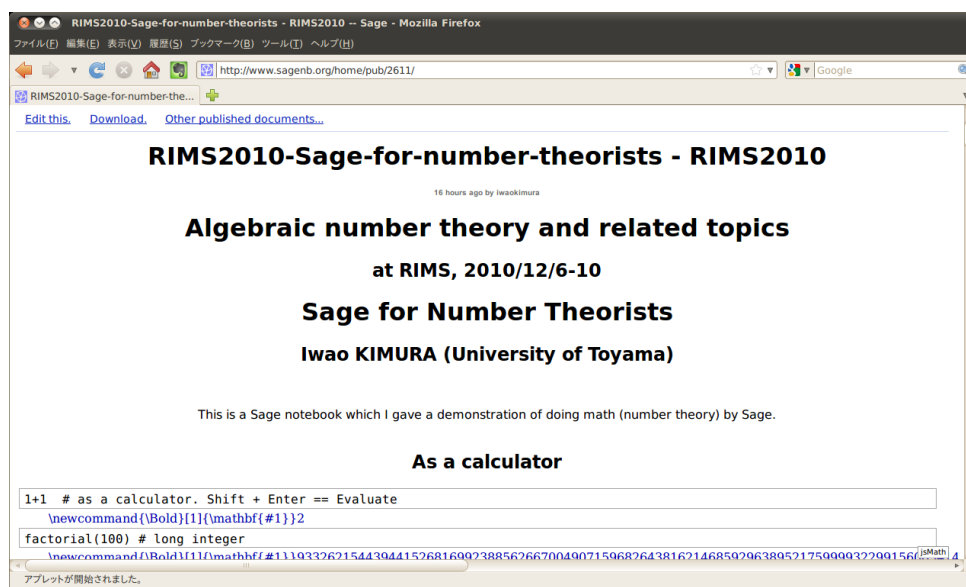 RIMS2010-Sage-for-number-theorists - RIMS2010 -- Sage - Mozilla Firefox
ファイル(F) 編集(E) 表示(V) 履歴(S) ブックマーク(B) ツール(T) ヘルプ(H)
http://www.sagenb.org/home/pub/2611/ Google
RIMS2010-Sage-for-number-the...
Edit this. Download. Other published documents...
RIMS2010-Sage-for-number-theorists - RIMS2010
16 hours ago by iwaokimura
Algebraic number theory and related topics
at RIMS, 2010/12/6-10
Sage for Number Theorists
Iwao KIMURA (University of Toyama)
This is a Sage notebook which I gave a demonstration of doing math (number theory) by Sage.
As a calculator
1+1 # as a calculator. Shift + Enter == Evaluate
\newcommand{\Bold}[1]{\mathbf{#1}}2
factorial(100) # long integer
jsMath
アプレットが開始されました。